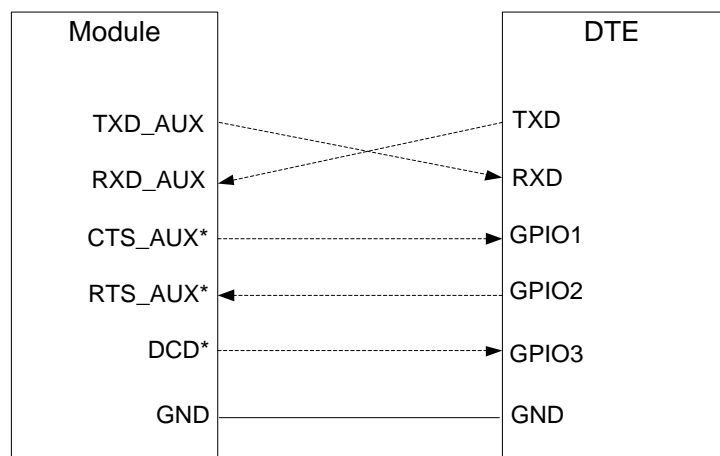 Module DTE
TXD_AUX TXD
RXD_AUX RXD
CTS_AUX* GPIO1
RTS_AUX* GPIO2
DCD* GPIO3
GND GND